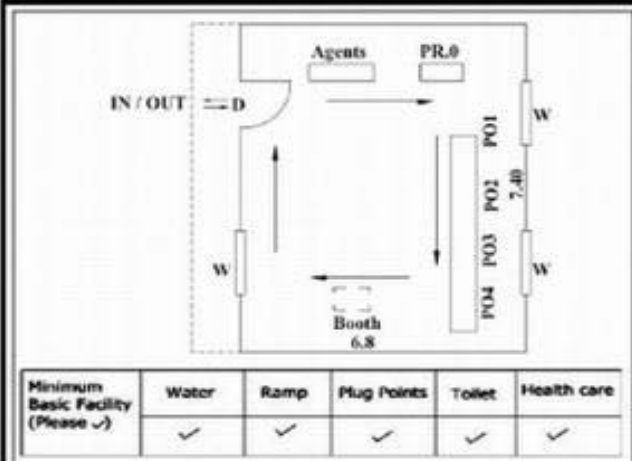 Agents PR.0
IN / OUT D
W
PO1
PO2
7.40
PO3
W
W
PO4
Booth
6.8
Minimum Basic Facility (Please ✓) Water Ramp Plug Points Toilet Health care
✓ ✓ ✓ ✓ ✓